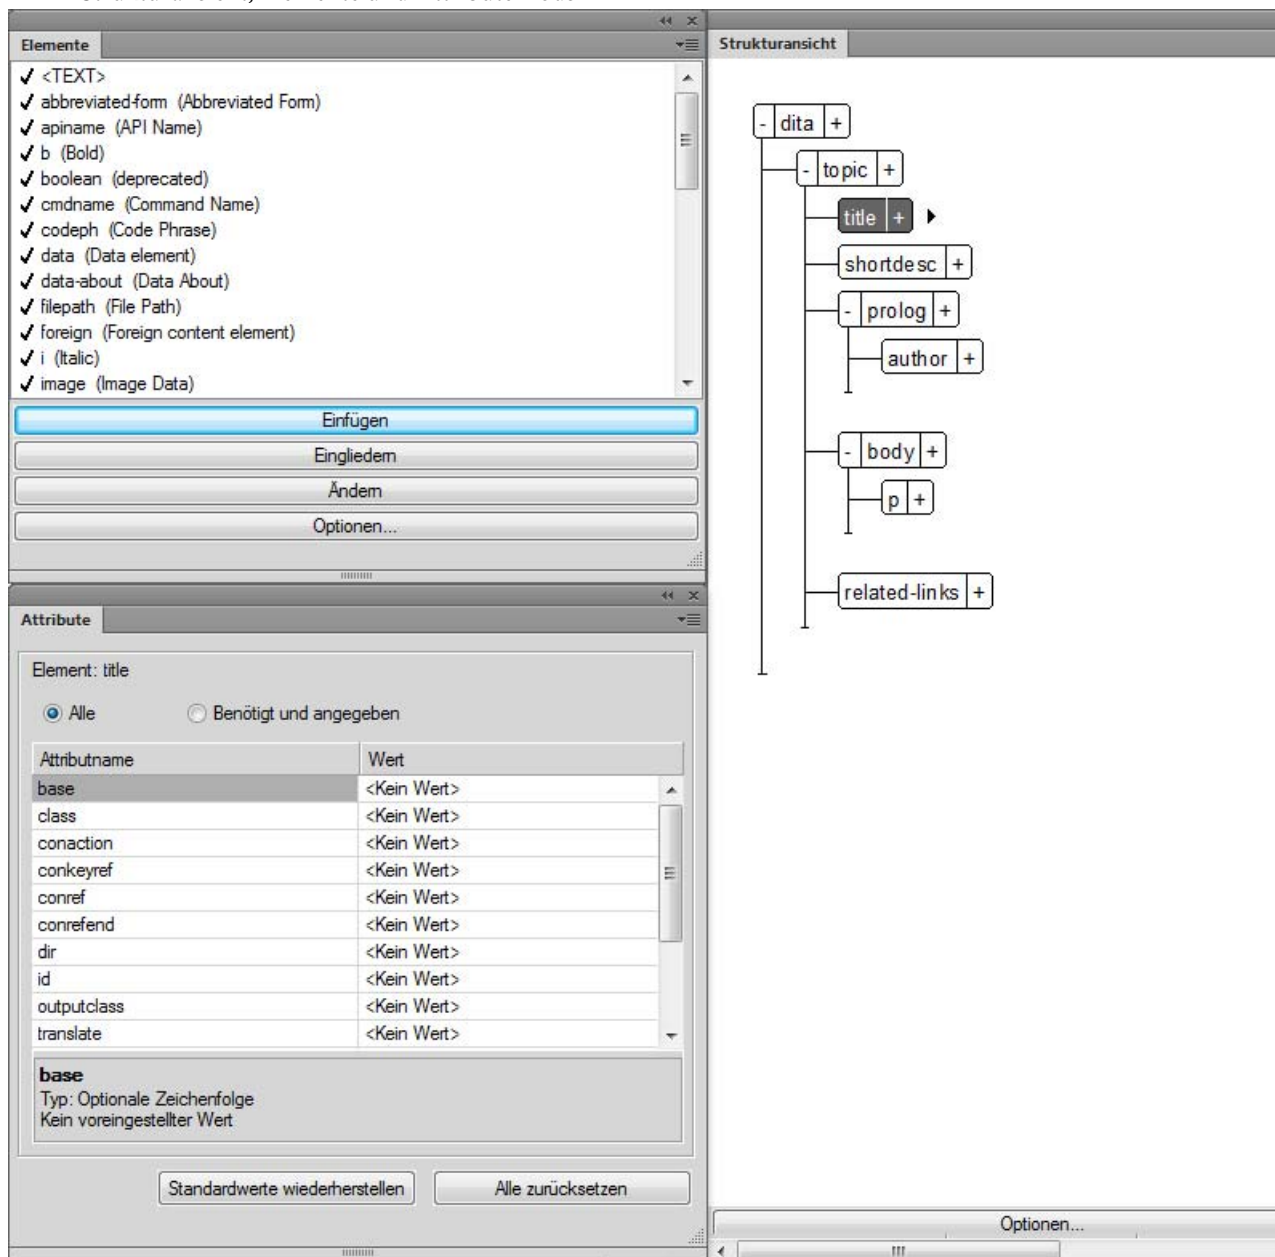 Elemente
<TEXT>
abbreviated-form (Abbreviated Form)
apiname (API Name)
b (Bold)
boolean (deprecated)
cmdname (Command Name)
codeph (Code Phrase)
data (Data element)
data-about (Data About)
filepath (File Path)
foreign (Foreign content element)
i (Italic)
image (Image Data)
Einfügen
Eingliedern
Ändern
Optionen...
Attribute
Element: title
Alle Benötigt und angegeben
Attributname Wert
base <Kein Wert>
class <Kein Wert>
conaction <Kein Wert>
conkeyref <Kein Wert>
conref <Kein Wert>
conrefend <Kein Wert>
dir <Kein Wert>
id <Kein Wert>
outputclass <Kein Wert>
translate <Kein Wert>
base
Typ: Optionale Zeichenfolge
Kein voreingestellter Wert
Standardwerte wiederherstellen Alle zurücksetzen
Strukturansicht
- dita +
- topic +
title +
shortdesc +
- prolog +
author +
- body +
p +
related-links +
Optionen...